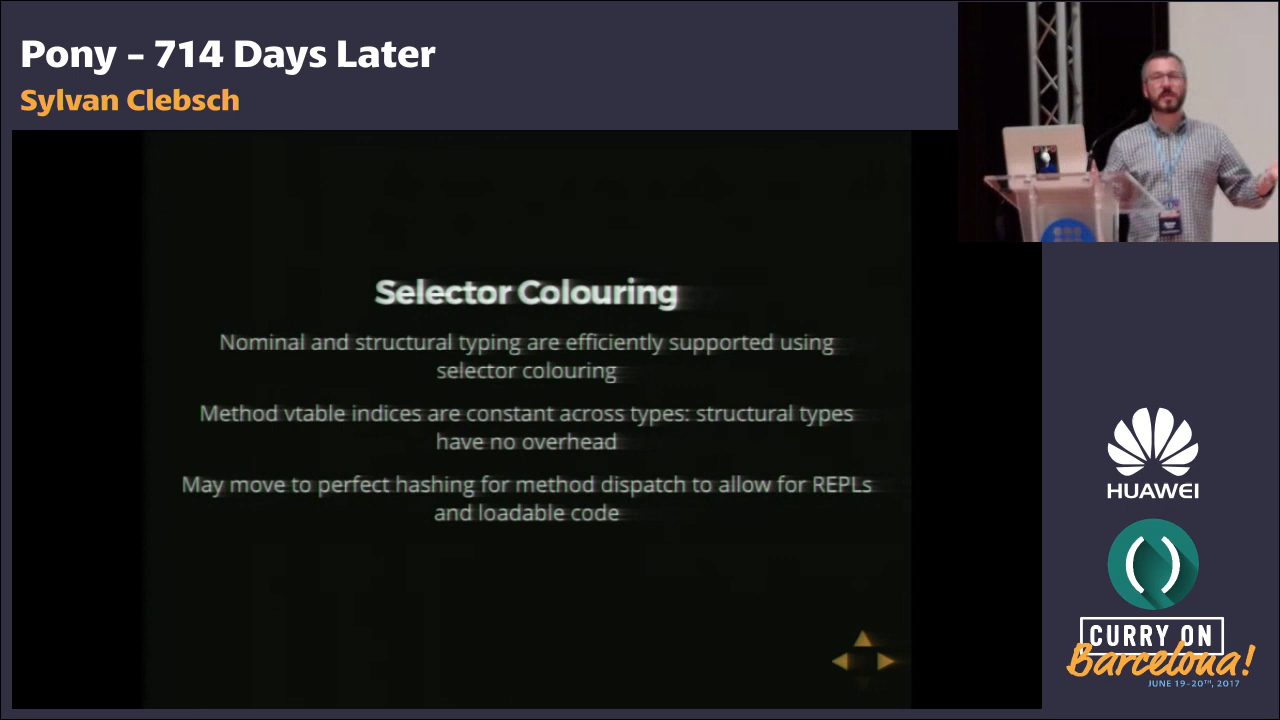 Pony – 714 Days Later
Sylvan Clebsch
Selector Colouring
Nominal and structural typing are efficiently supported using
selector colouring
Method vtable indices are constant across types: structural types
have no overhead
May move to perfect hashing for method dispatch to allow for REPLs
and loadable code
HUAWEI
CURRY ON
Barcelona!
JUNE 19–20TH, 2017